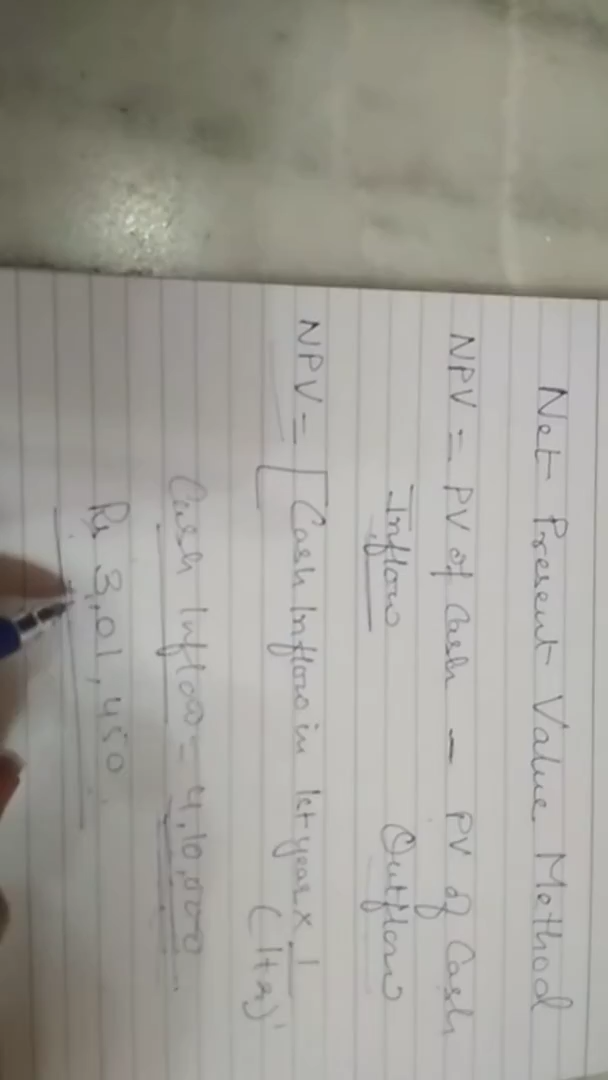 Net Present Value Method
NPV = PV of Cash - PV of Cash
Inflow Outflow
NPV = [Cash Inflow in 1st year x 1
(1+r)¹
Cash Inflow = 4,10,000
Rs 3,01,450